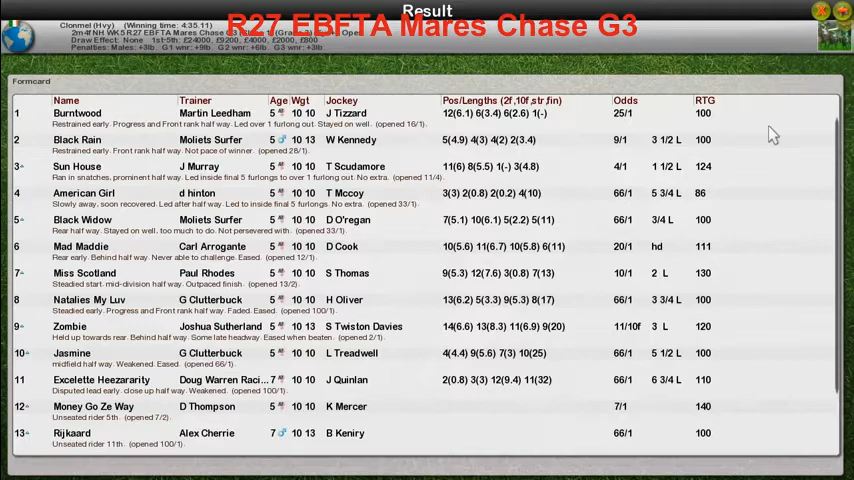 Result
R27 EBFTA Mares Chase G3
Clonmel (Hvy) (Winning time: 4:35.11)
Draw Effect: None 1st-5th: £24000, £9200, £4000, £2000, £800
Penalties: Males: +3lb, G1 wnr: +9lb, G2 wnr: +6lb, G3 wnr: +3lb
Formcard
Name Trainer Age Wgt Jockey Pos/Lengths (2f,10f,str,fin) Odds RTG
1 Burntwood Martin Leedham 5 10 10 J Tizzard 12(6.1) 6(3.4) 6(2.6) 1(-) 25/1 100
Restrained early. Progress and Front rank half way. Led over 1 furlong out. Stayed on well. (opened 16/1)
2 Black Rain Moliets Surfer 5 10 13 W Kennedy 5(4.9) 4(3) 4(2) 2(3.4) 9/1 3 1/2 L 100
Restrained early. Front rank half way. Not pace of winner. (opened 28/1)
3 Sun House J Murray 5 10 10 T Scudamore 11(6) 8(5.5) 1(-) 3(4.8) 4/1 1 1/2 L 124
Ran in snatches, prominent half way. Led inside final 5 furlongs to over 1 furlong out. No extra. (opened 11/4)
4 American Girl d hinton 5 10 10 T Mccoy 3(3) 2(0.8) 2(0.2) 4(10) 66/1 5 3/4 L 86
Slowly away, soon recovered. Led after half way. Led to inside final 5 furlongs. No extra. (opened 33/1)
5 Black Widow Moliets Surfer 5 10 10 D O'regan 7(5.1) 10(6.1) 5(2.2) 5(11) 66/1 3/4 L 100
Rear half way. Stayed on well, too much to do. Not persevered with. (opened 33/1)
6 Mad Maddie Carl Arrogante 5 10 10 D Cook 10(5.6) 11(6.7) 10(5.8) 6(11) 20/1 hd 111
Rear early. Behind half way. Never able to challenge. Eased. (opened 12/1)
7 Miss Scotland Paul Rhodes 5 10 10 S Thomas 9(5.3) 12(7.6) 3(0.8) 7(13) 10/1 2 L 130
Steadied start. mid-division half way. Outpaced finish. (opened 13/2)
8 Natalies My Luv G Clutterbuck 5 10 10 H Oliver 13(6.2) 5(3.3) 9(5.3) 8(17) 66/1 3 3/4 L 100
Steadied early. Progress and Front rank half way. Faded. Eased. (opened 100/1)
9 Zombie Joshua Sutherland 5 10 13 S Twiston Davies 14(6.6) 13(8.3) 11(6.9) 9(20) 11/10f 3 L 120
Held up towards rear. Behind half way. Some late headway. Eased when beaten. (opened 2/1)
10 Jasmine G Clutterbuck 5 10 10 L Treadwell 4(4.4) 9(5.6) 7(3) 10(25) 66/1 5 1/2 L 100
midfield half way. Weakened. Eased. (opened 66/1)
11 Excelette Heezararity Doug Warren Raci... 7 10 10 J Quinlan 2(0.8) 3(3) 12(9.4) 11(32) 66/1 6 3/4 L 110
Disputed lead early. close up half way. Weakened. (opened 100/1)
12 Money Go Ze Way D Thompson 5 10 10 K Mercer 7/1 140
Unseated rider 5th. (opened 7/2)
13 Rijkaard Alex Cherrie 7 10 13 B Keniry 66/1 100
Unseated rider 11th. (opened 100/1)